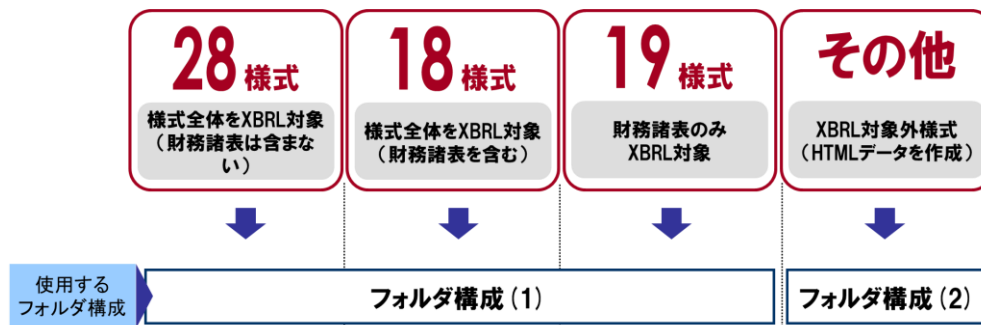 28様式
様式全体をXBRL対象
（財務諸表は含まな
い）
18様式
様式全体をXBRL対象
（財務諸表を含む）
19様式
財務諸表のみ
XBRL対象
その他
XBRL対象外様式
（HTMLデータを作成）
使用する
フォルダ構成
フォルダ構成（1）
フォルダ構成（2）